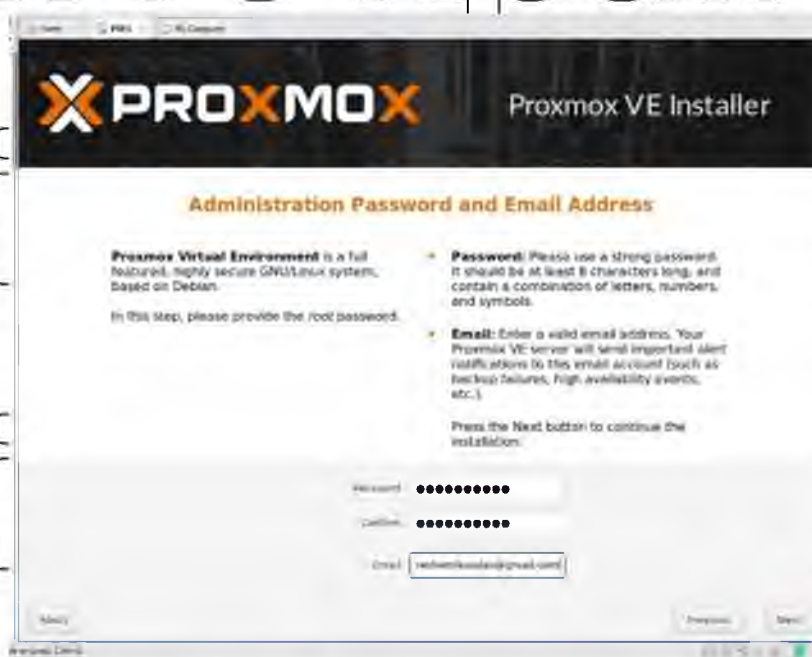 Home
My Computer
PROXMOX
Proxmox VE Installer
Administration Password and Email Address
Proxmox Virtual Environment is a full
featured, highly secure GNU/Linux system,
based on Debian.
In this step, please provide the root password.
• Password: Please use a strong password.
It should be at least 8 characters long, and
contain a combination of letters, numbers,
and symbols.
• Email: Enter a valid email address. Your
Proxmox VE server will send important alert
notifications to this email account (such as
backup failures, high availability events,
etc.).
Press the Next button to continue the
installation.
Password
●●●●●●●●●●
Confirm
●●●●●●●●●●
Email
Abort
Previous
Next